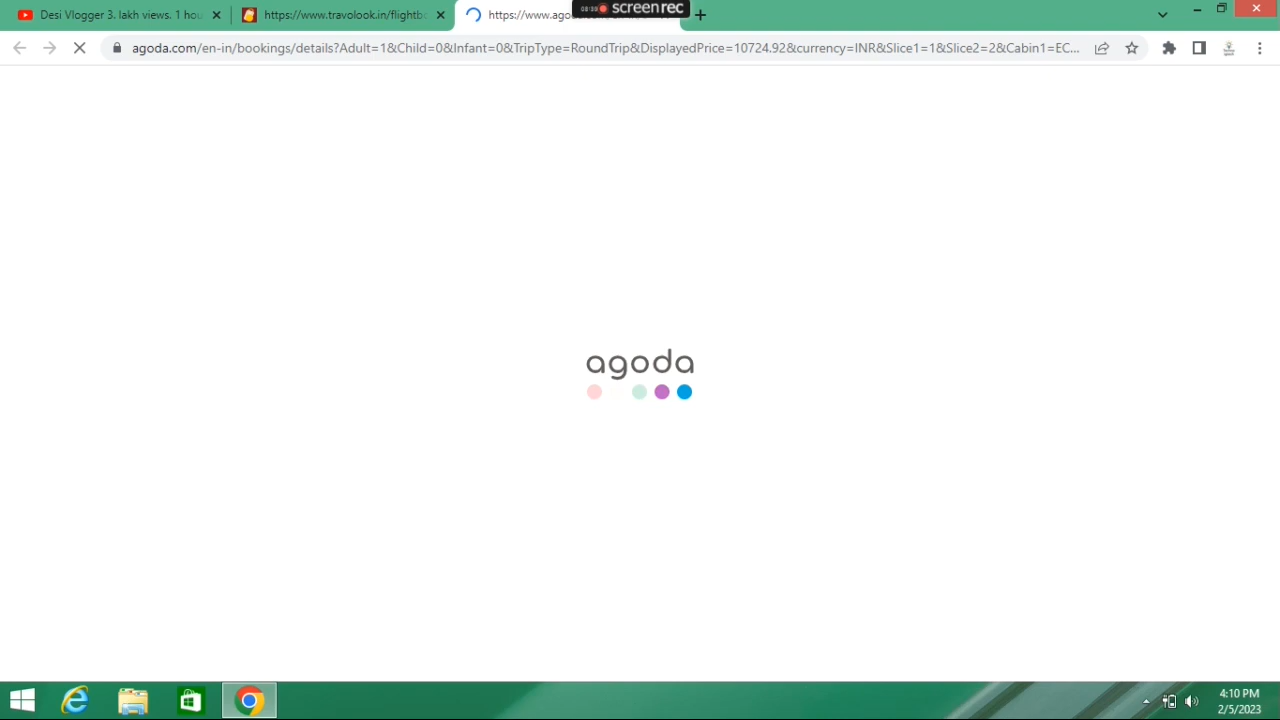 Desi Vlogger 3. lakh views. 1 hou
https://www.travolook.in/flightbo
https://www.agoda
screenrec
agoda.com/en-in/bookings/details?Adult=1&Child=0&Infant=0&TripType=RoundTrip&DisplayedPrice=10724.92&currency=INR&Slice1=1&Slice2=2&Cabin1=EC...
agoda
4:10 PM
2/5/2023